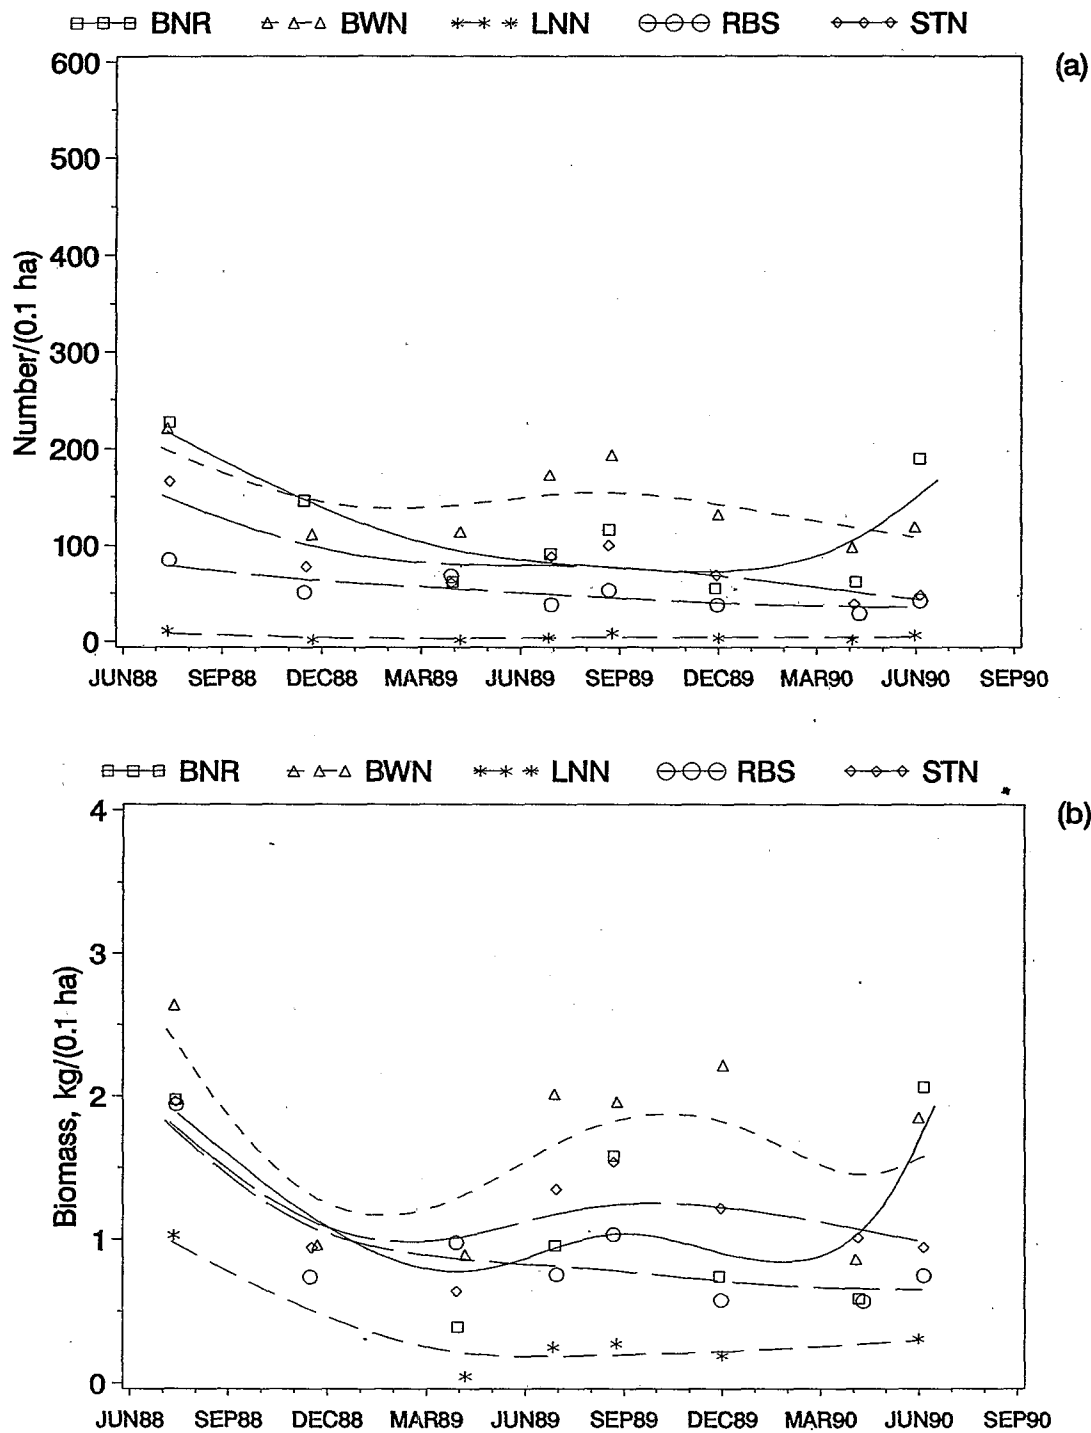 BNR BWN LNN RBS STN
(a)
600
500
400
300
200
100
0
Number/(0.1 ha)
JUN88 SEP88 DEC88 MAR89 JUN89 SEP89 DEC89 MAR90 JUN90 SEP90
BNR BWN LNN RBS STN
(b)
4
3
2
1
0
Biomass, kg/(0.1 ha)
JUN88 SEP88 DEC88 MAR89 JUN89 SEP89 DEC89 MAR90 JUN90 SEP90